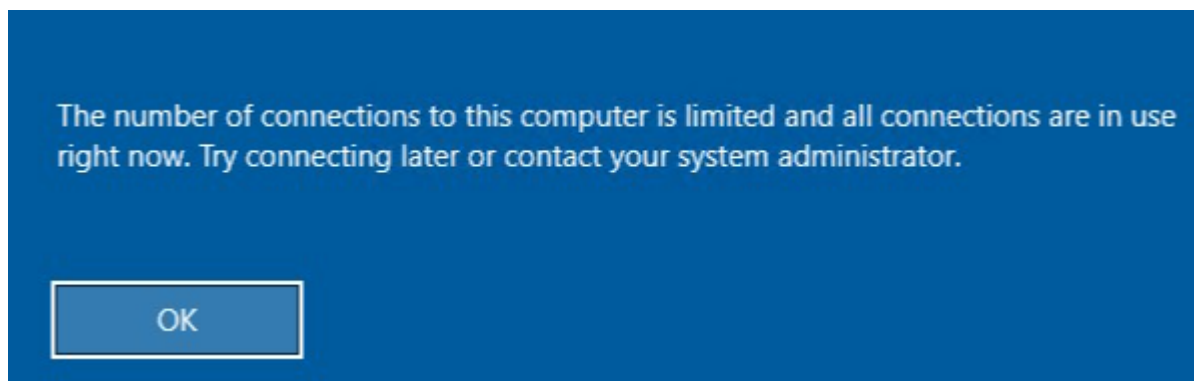 The number of connections to this computer is limited and all connections are in use
right now. Try connecting later or contact your system administrator.
OK